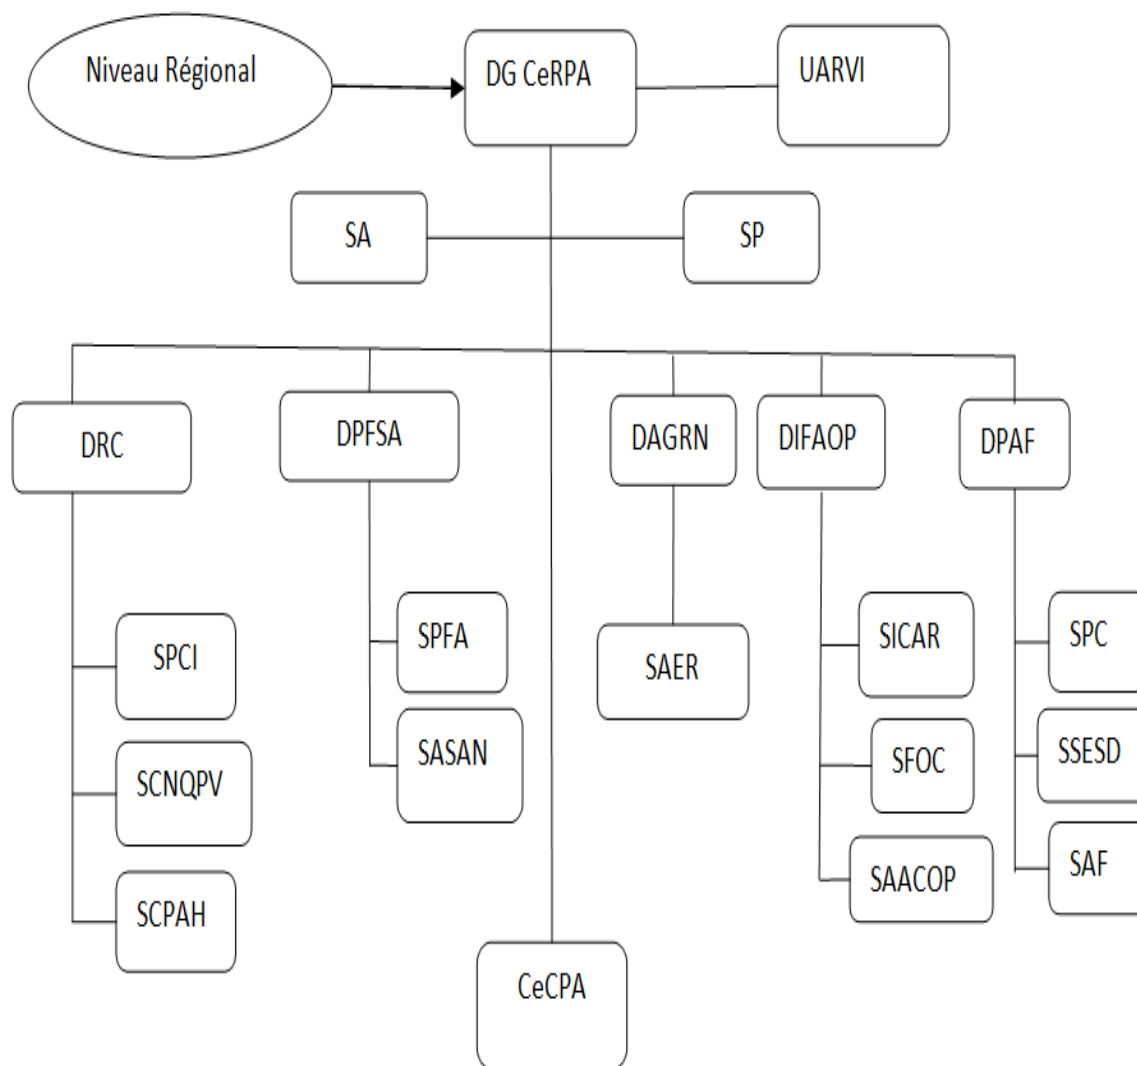 Niveau Régional
DG CeRPA
UARVI
SA
SP
DRC
DPFSA
DAGRN
DIFAOP
DPAF
SPCI
SCNQPV
SCPAH
SPFA
SASAN
SAER
SICAR
SFOC
SAACOP
SPC
SSESD
SAF
CeCPA